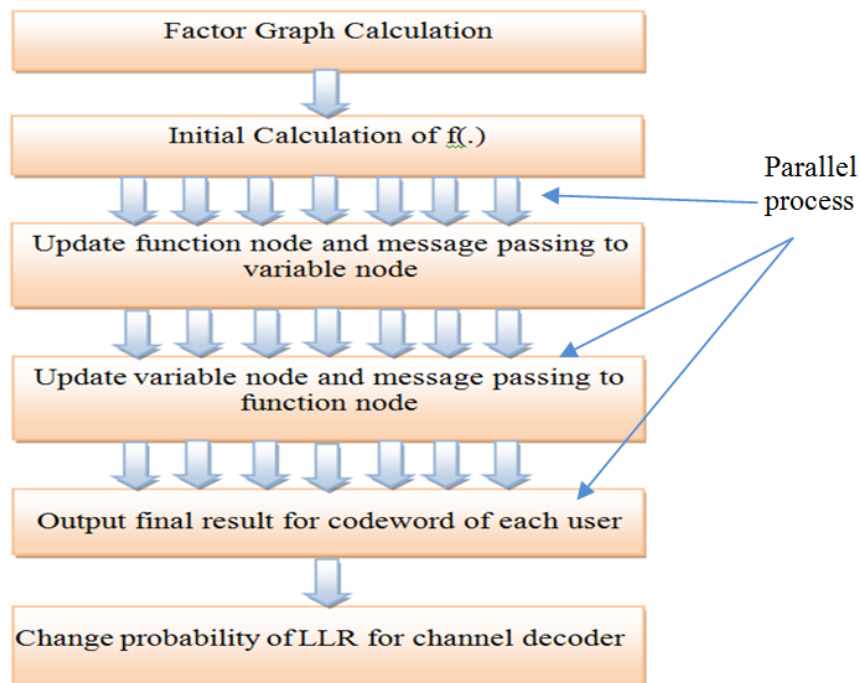 Factor Graph Calculation
Initial Calculation of f(.)
Parallel
process
Update function node and message passing to
variable node
Update variable node and message passing to
function node
Output final result for codeword of each user
Change probability of LLR for channel decoder